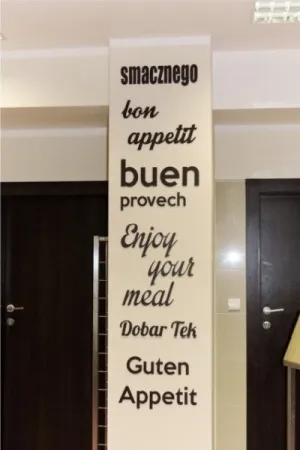 smacznego
bon
appetit
buen
provech
Enjoy
your
meal
Dobar Tek
Guten
Appetit